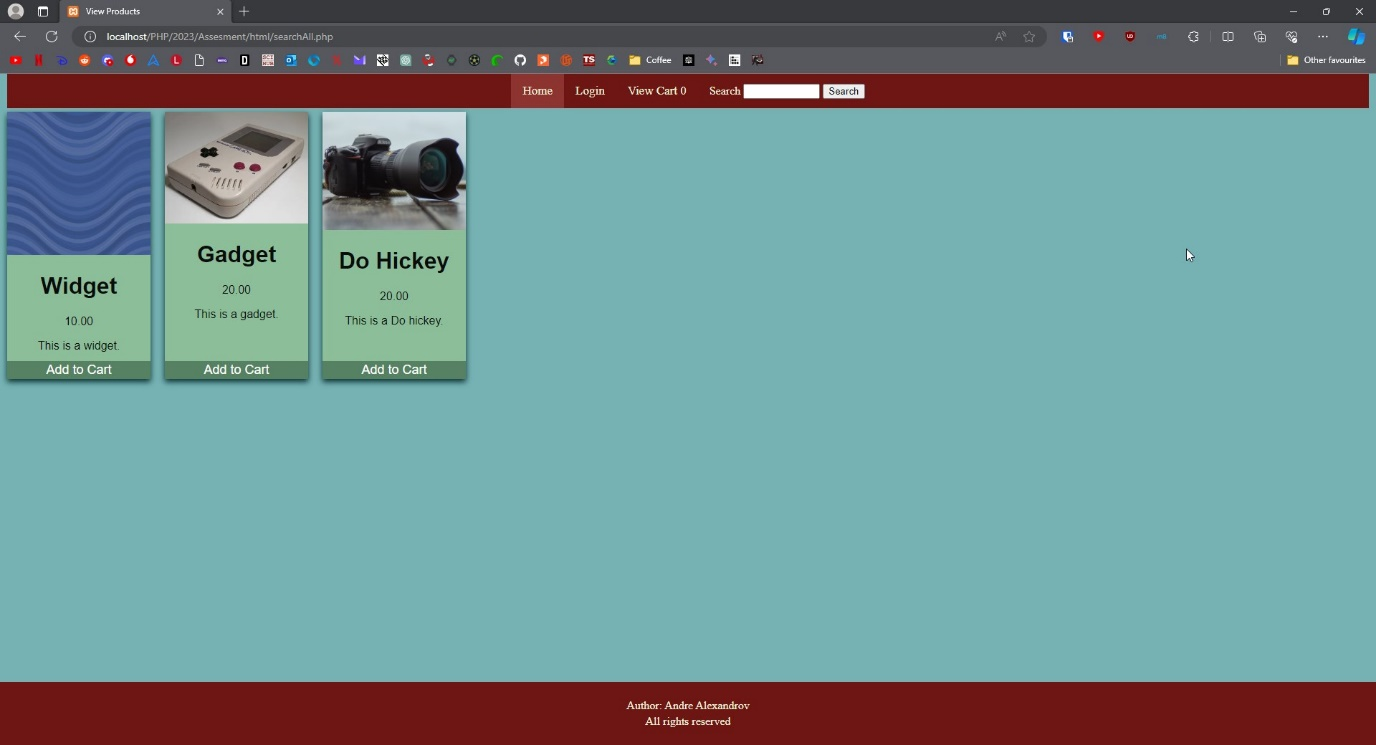 View Products
localhost/PHP/2023/Assesment/html/searchAll.php
Coffee
Other favourites
Home Login View Cart 0 Search Search
Widget
10.00
This is a widget.
Add to Cart
Gadget
20.00
This is a gadget.
Add to Cart
Do Hickey
20.00
This is a Do hickey.
Add to Cart
Author: Andre Alexandrov
All rights reserved